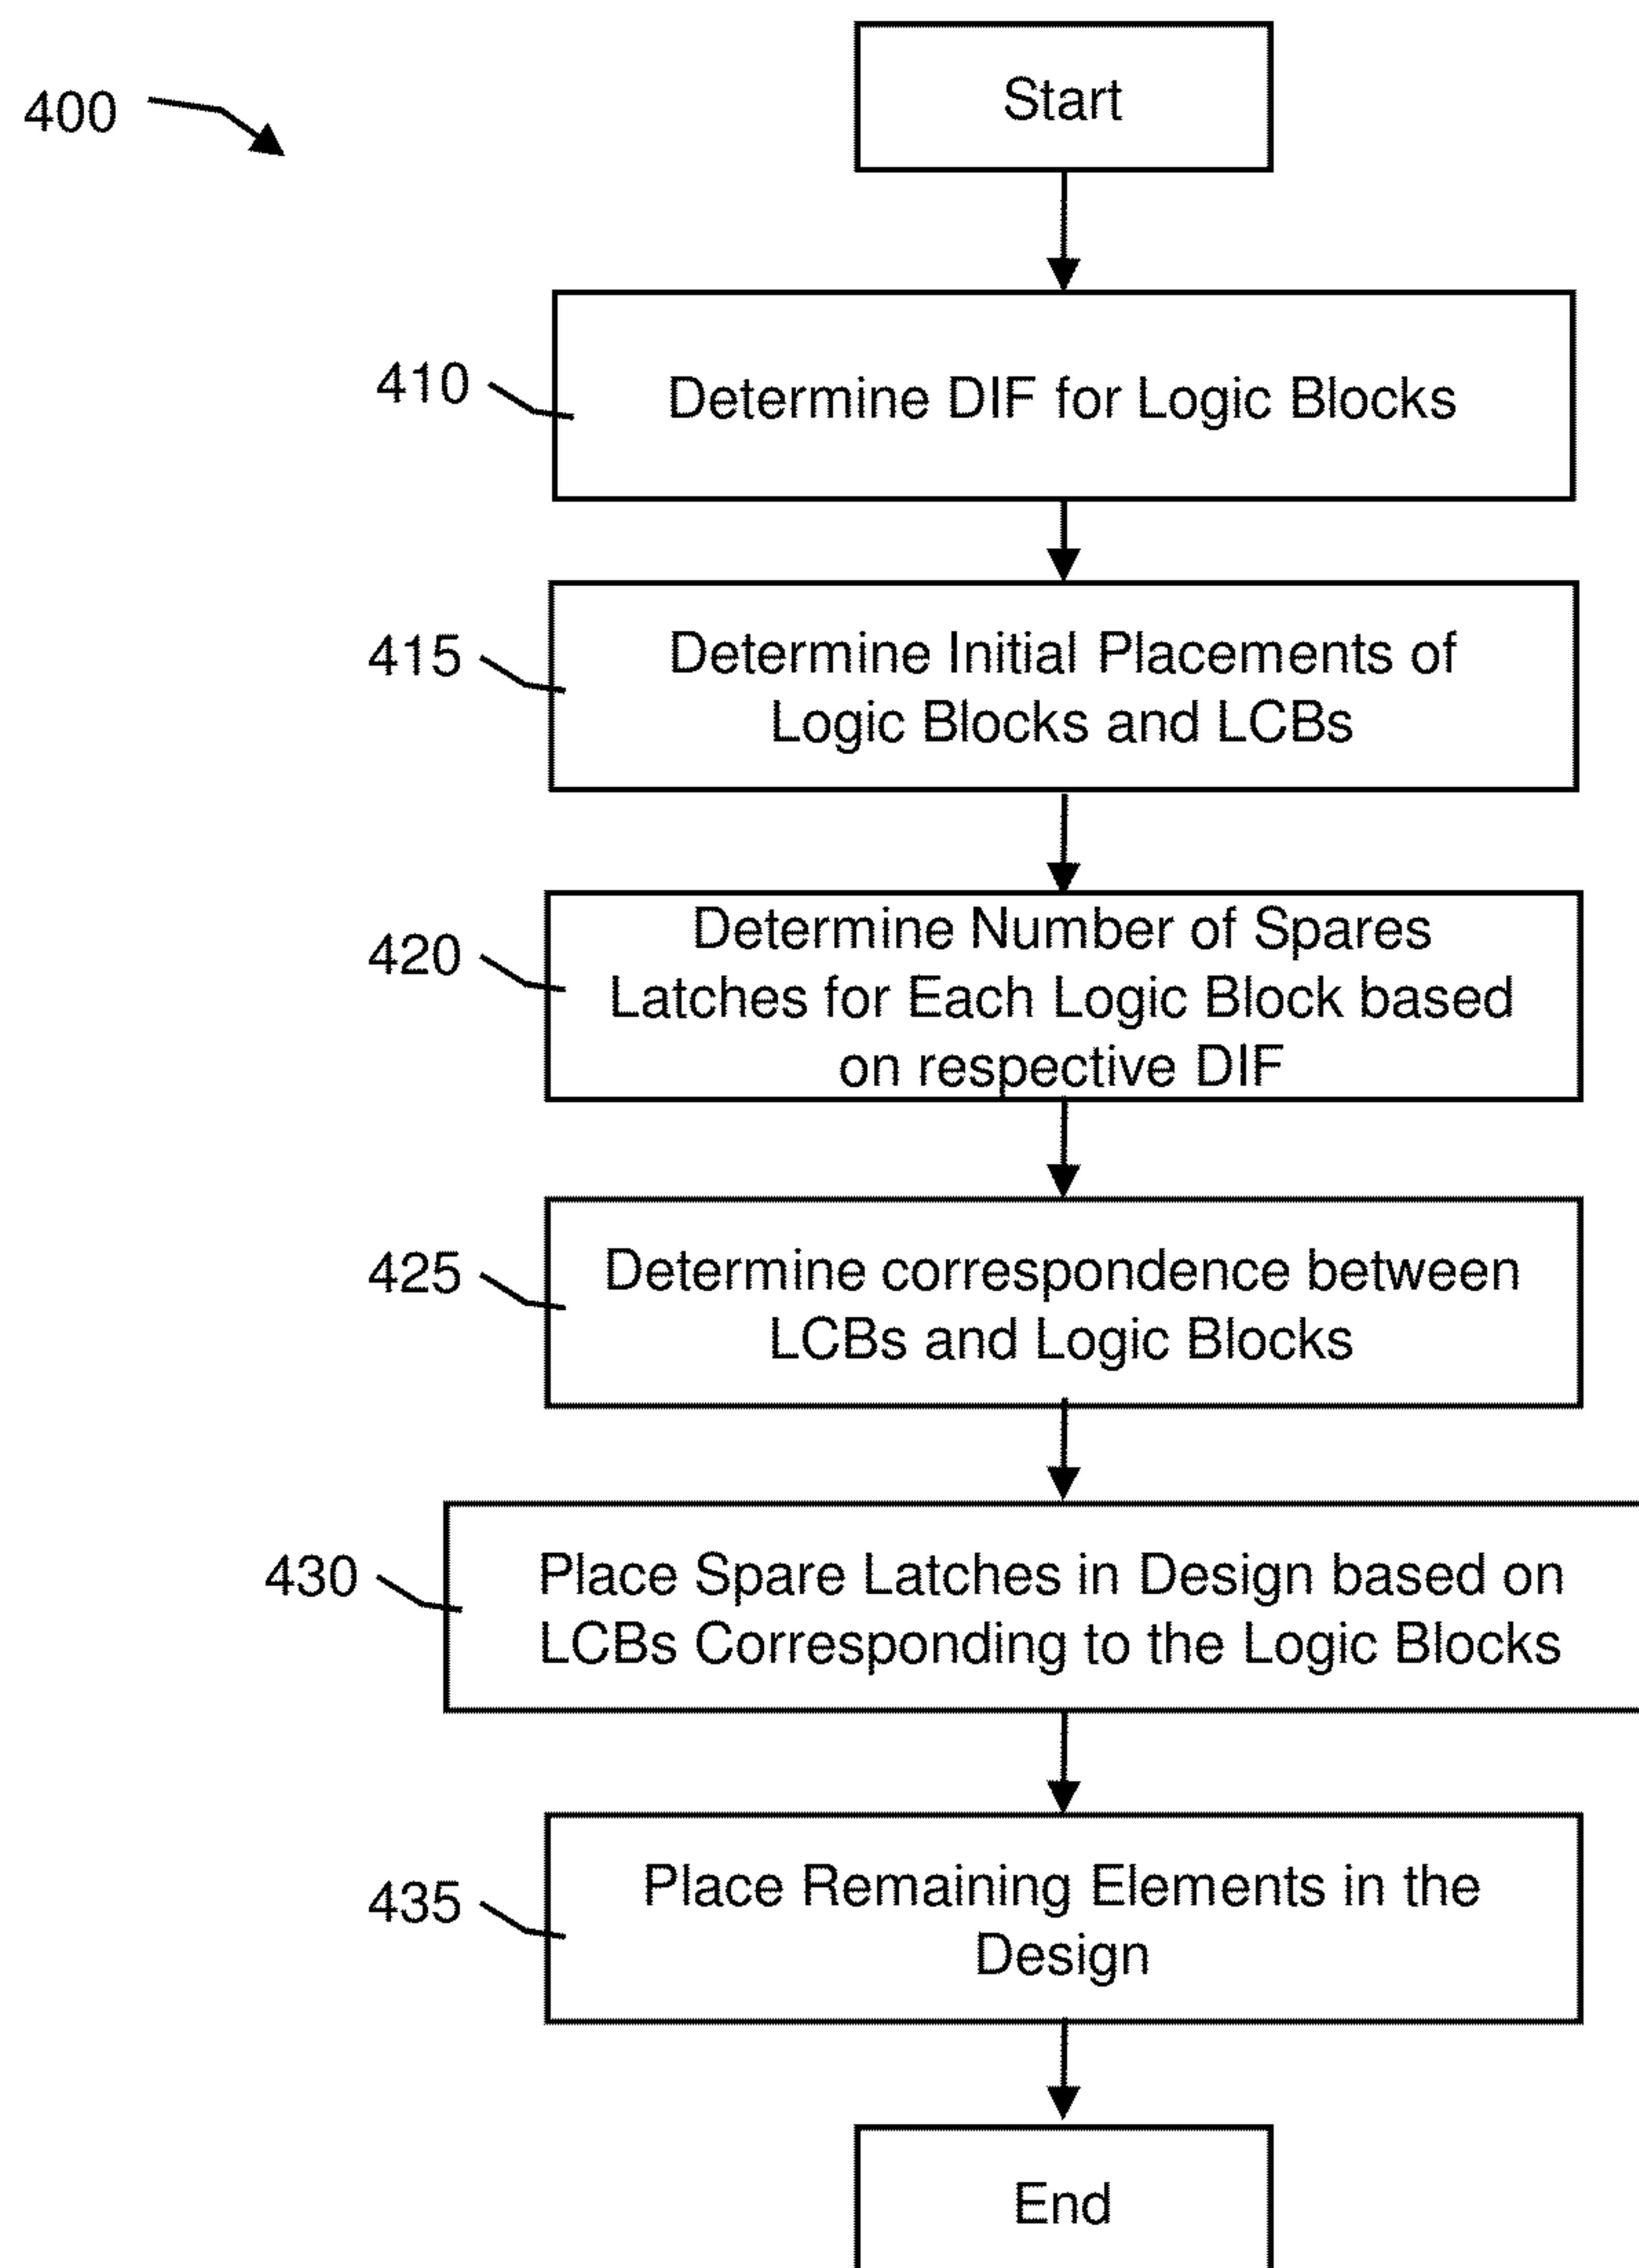 400
Start
410
Determine DIF for Logic Blocks
415
Determine Initial Placements of
Logic Blocks and LCBs
420
Determine Number of Spares
Latches for Each Logic Block based
on respective DIF
425
Determine correspondence between
LCBs and Logic Blocks
430
Place Spare Latches in Design based on
LCBs Corresponding to the Logic Blocks
435
Place Remaining Elements in the
Design
End